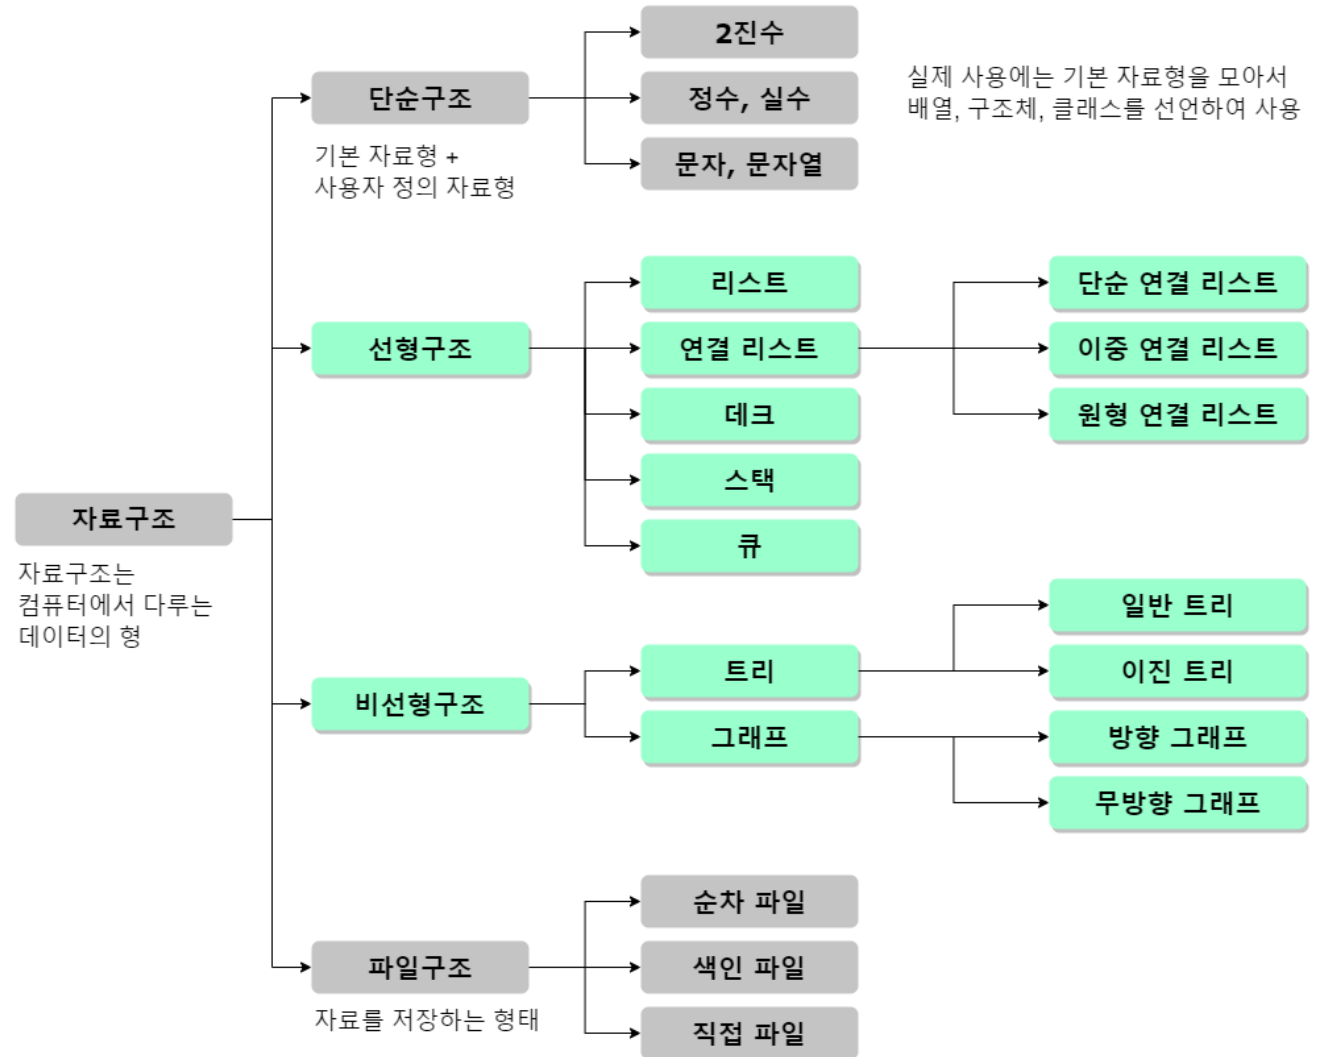 2진수
단순구조
정수, 실수
실제 사용에는 기본 자료형을 모아서
배열, 구조체, 클래스를 선언하여 사용
기본 자료형 +
사용자 정의 자료형
문자, 문자열
리스트
단순 연결 리스트
선형구조
연결 리스트
이중 연결 리스트
데크
원형 연결 리스트
스택
자료구조
큐
자료구조는
컴퓨터에서 다루는
데이터의 형
일반 트리
트리
이진 트리
비선형구조
그래프
방향 그래프
무방향 그래프
순차 파일
파일구조
색인 파일
자료를 저장하는 형태
직접 파일